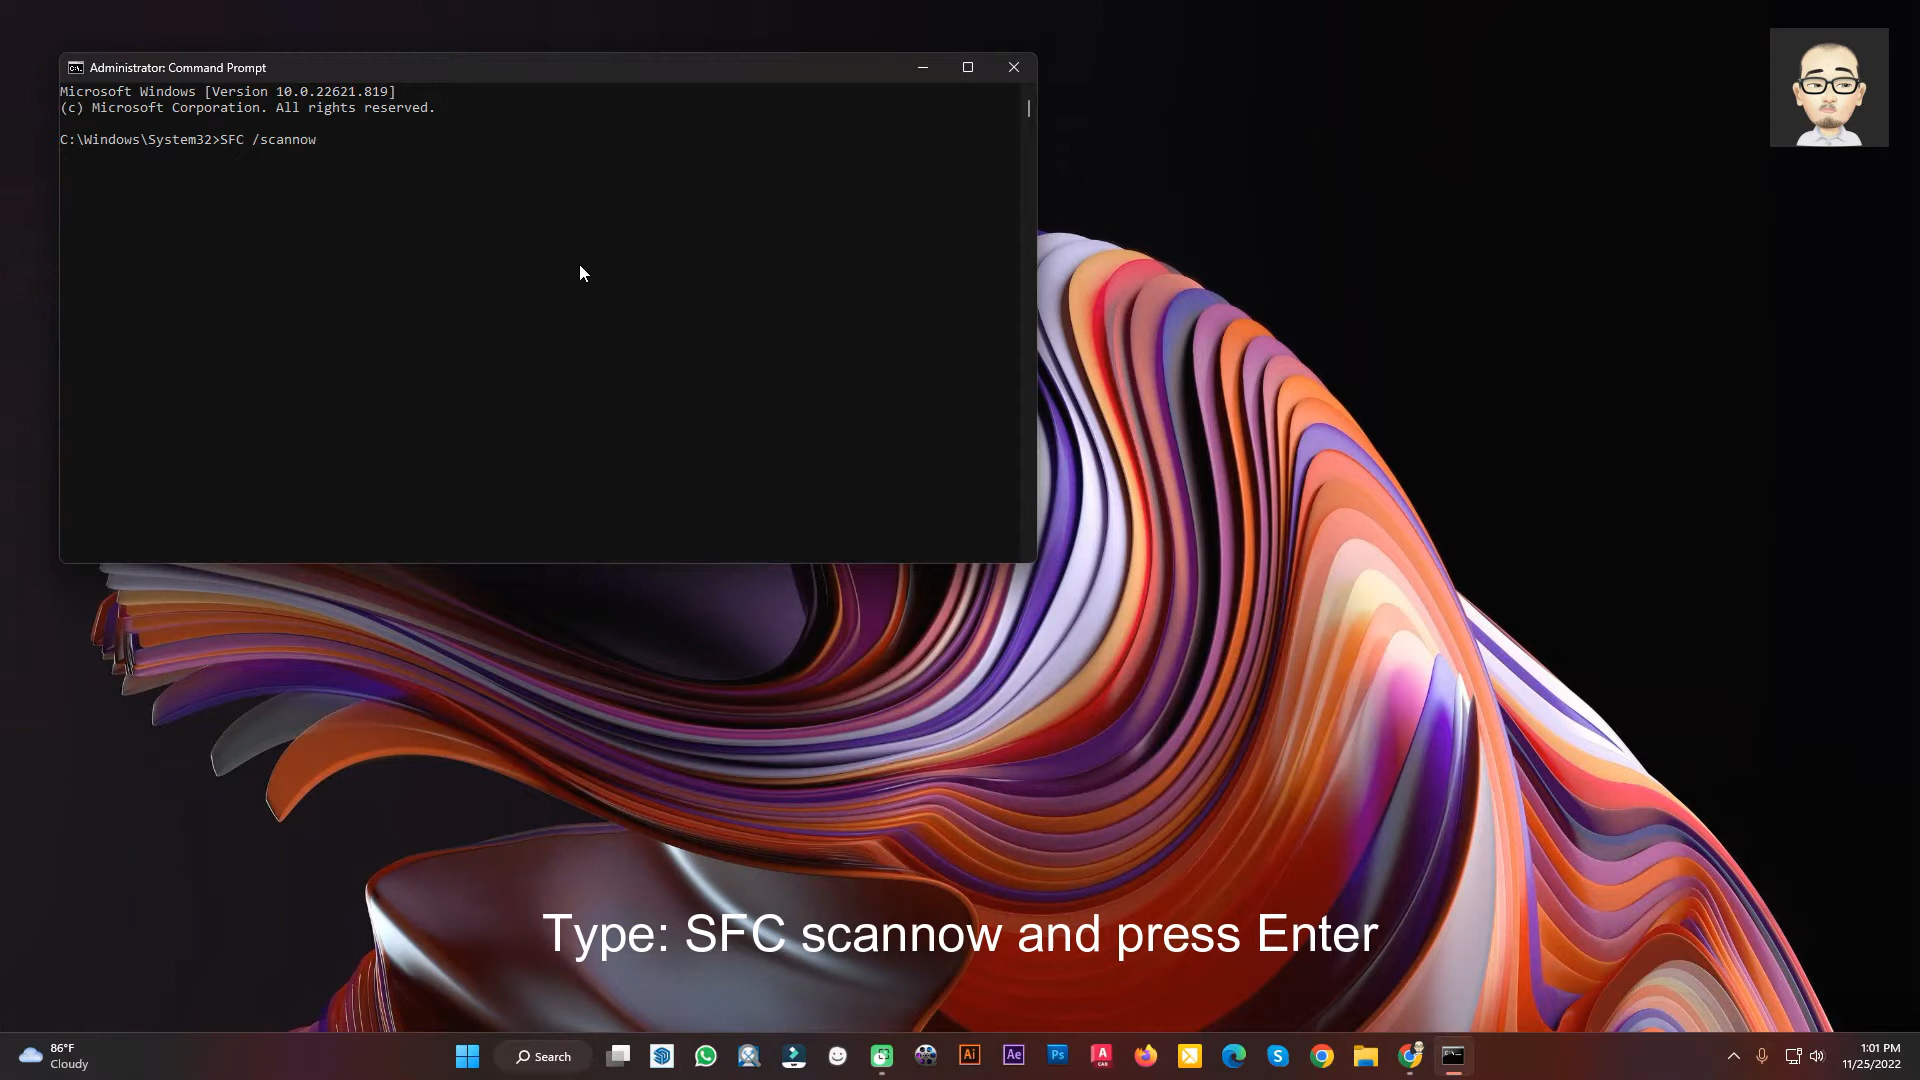 Administrator: Command Prompt
Microsoft Windows [Version 10.0.22621.819]
(c) Microsoft Corporation. All rights reserved.
C:\Windows\System32>SFC /scannow
Type: SFC scannow and press Enter
86°F
Cloudy
Search
Ai
Ae
Ps
A
CAD
S
1:01 PM
11/25/2022